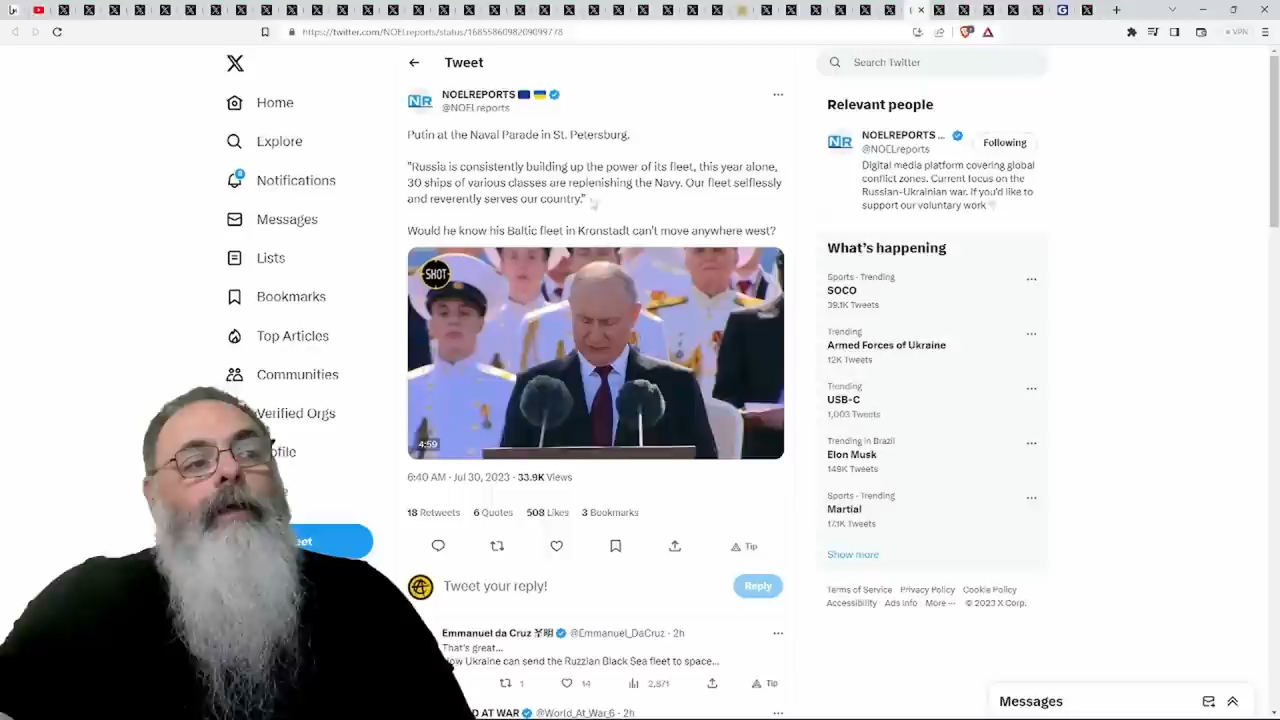 https://twitter.com/NOELreports/status/1685586098209099778
VPN
Home
Explore
8
Notifications
Messages
Lists
Bookmarks
Top Articles
Communities
Verified Orgs
ofile
e
eet
Tweet
NOELREPORTS
@NOELreports
Putin at the Naval Parade in St. Petersburg.
"Russia is consistently building up the power of its fleet, this year alone,
30 ships of various classes are replenishing the Navy. Our fleet selflessly
and reverently serves our country."
Would he know his Baltic fleet in Kronstadt can't move anywhere west?
SHOT
4:59
6:40 AM · Jul 30, 2023 · 33.9K Views
18 Retweets 6 Quotes 508 Likes 3 Bookmarks
Tip
Tweet your reply!
Reply
Emmanuel da Cruz @Emmanuel_DaCruz · 2h
That's great...
ow Ukraine can send the Ruzzian Black Sea fleet to space...
1 14 2,871 Tip
D AT WAR @World_At_War_6 · 2h
Search Twitter
Relevant people
NOELREPORTS ...
@NOELreports
Following
Digital media platform covering global
conflict zones. Current focus on the
Russian-Ukrainian war. If you'd like to
support our voluntary work
What's happening
Sports · Trending
SOCO
39.1K Tweets
Trending
Armed Forces of Ukraine
12K Tweets
Trending
USB-C
1,003 Tweets
Trending in Brazil
Elon Musk
149K Tweets
Sports · Trending
Martial
17.1K Tweets
Show more
Terms of Service Privacy Policy Cookie Policy
Accessibility Ads info More ··· © 2023 X Corp.
Messages